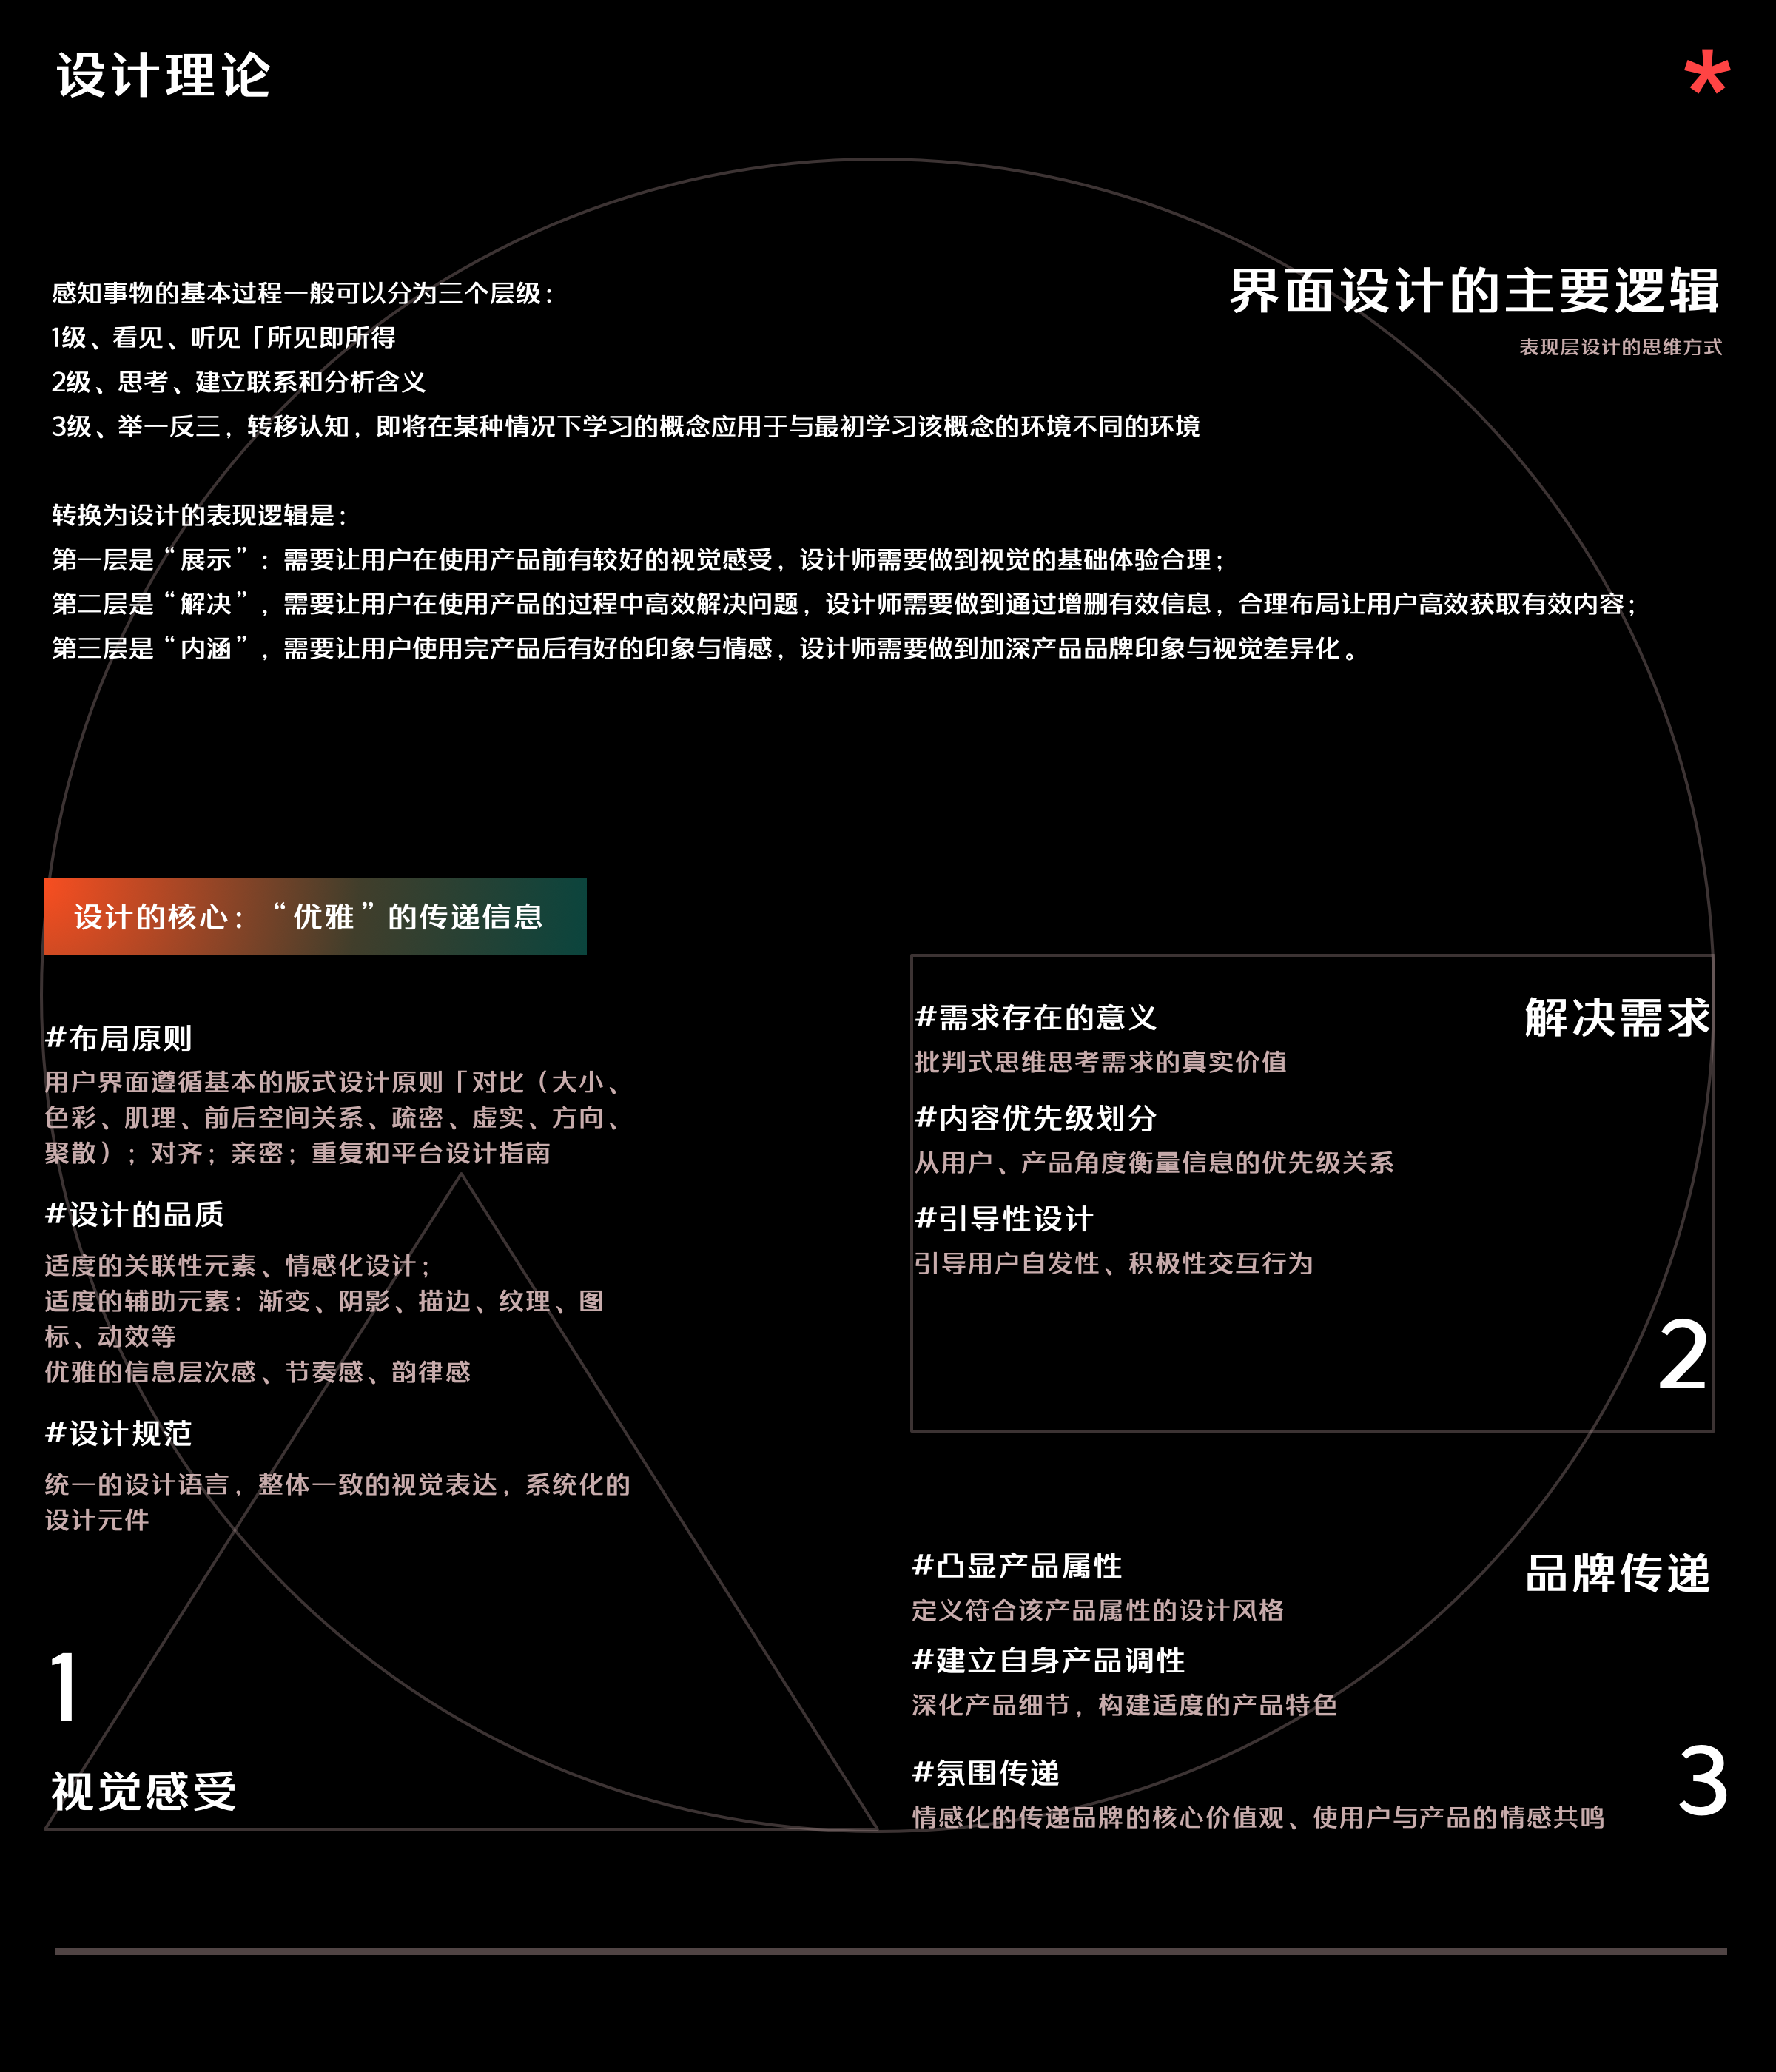 设计理论
*
界面设计的主要逻辑
表现层设计的思维方式
感知事物的基本过程一般可以分为三个层级：
1级、看见、听见「所见即所得
2级、思考、建立联系和分析含义
3级、举一反三，转移认知，即将在某种情况下学习的概念应用于与最初学习该概念的环境不同的环境
转换为设计的表现逻辑是：
第一层是“展示”：需要让用户在使用产品前有较好的视觉感受，设计师需要做到视觉的基础体验合理；
第二层是“解决”，需要让用户在使用产品的过程中高效解决问题，设计师需要做到通过增删有效信息，合理布局让用户高效获取有效内容；
第三层是“内涵”，需要让用户使用完产品后有好的印象与情感，设计师需要做到加深产品品牌印象与视觉差异化。
设计的核心：“优雅”的传递信息
#布局原则
用户界面遵循基本的版式设计原则「对比（大小、
色彩、肌理、前后空间关系、疏密、虚实、方向、
聚散）；对齐；亲密；重复和平台设计指南
#设计的品质
适度的关联性元素、情感化设计；
适度的辅助元素：渐变、阴影、描边、纹理、图
标、动效等
优雅的信息层次感、节奏感、韵律感
#设计规范
统一的设计语言，整体一致的视觉表达，系统化的
设计元件
1
视觉感受
解决需求
#需求存在的意义
批判式思维思考需求的真实价值
#内容优先级划分
从用户、产品角度衡量信息的优先级关系
#引导性设计
引导用户自发性、积极性交互行为
2
品牌传递
#凸显产品属性
定义符合该产品属性的设计风格
#建立自身产品调性
深化产品细节，构建适度的产品特色
#氛围传递
情感化的传递品牌的核心价值观、使用户与产品的情感共鸣
3